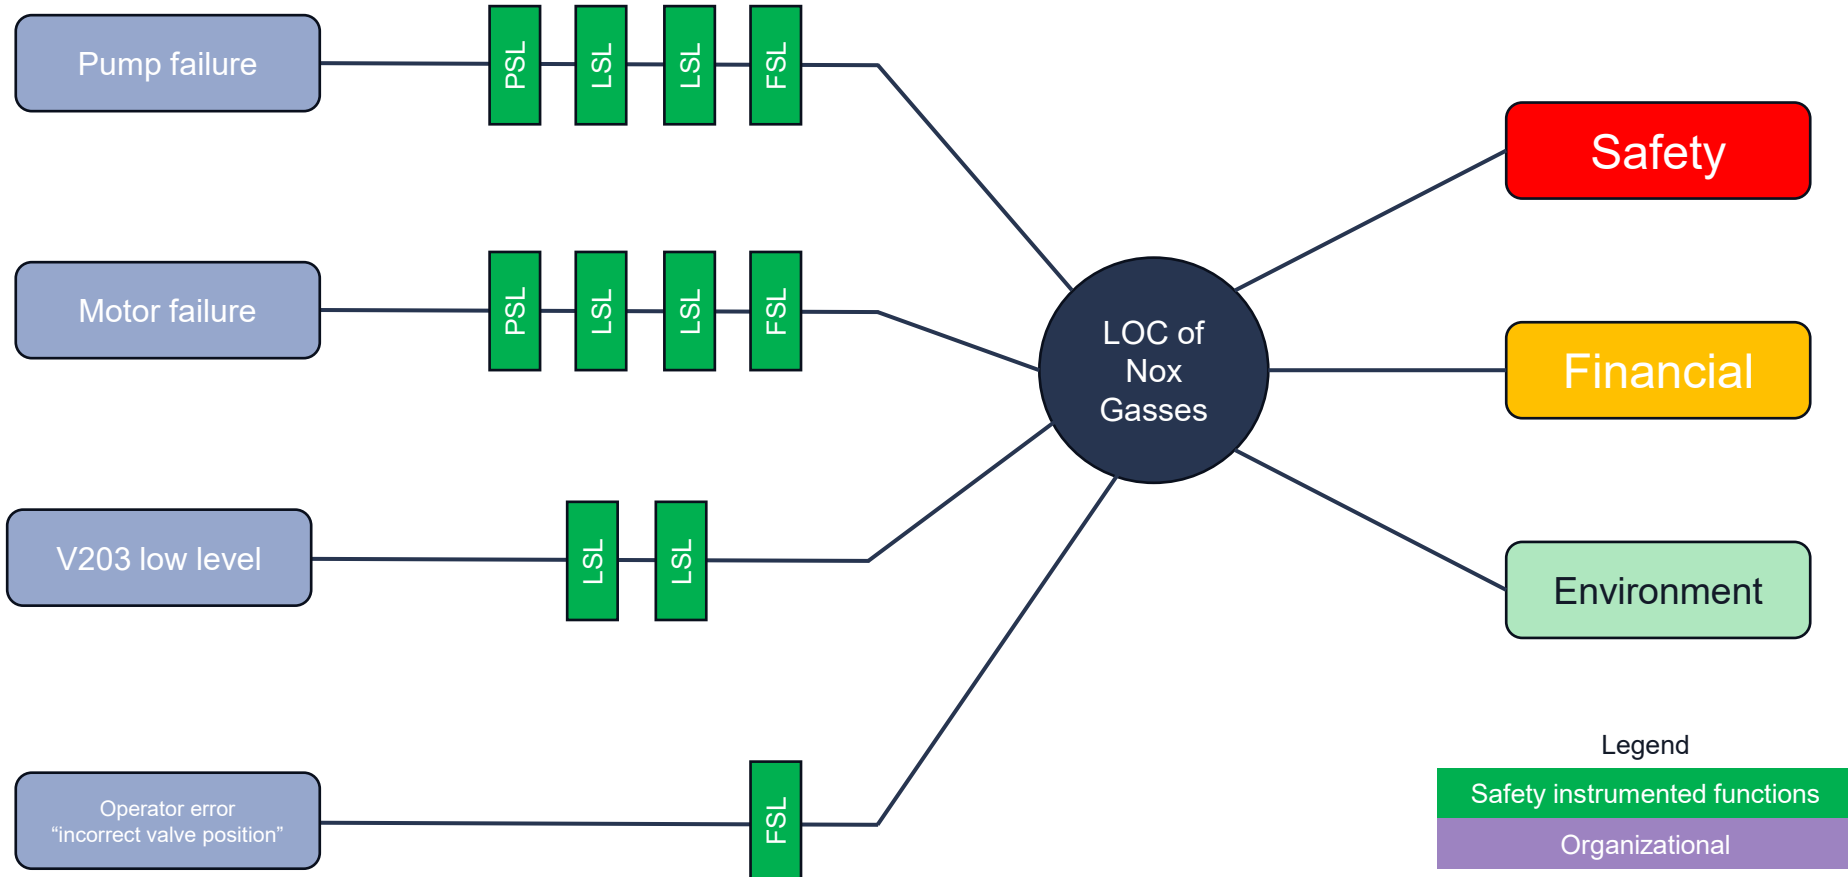 Pump failure
PSL
LSL
LSL
FSL
Safety
Motor failure
PSL
LSL
LSL
FSL
LOC of
Nox
Gasses
Financial
V203 low level
LSL
LSL
Environment
Operator error
“incorrect valve position”
FSL
Legend
Safety instrumented functions
Organizational